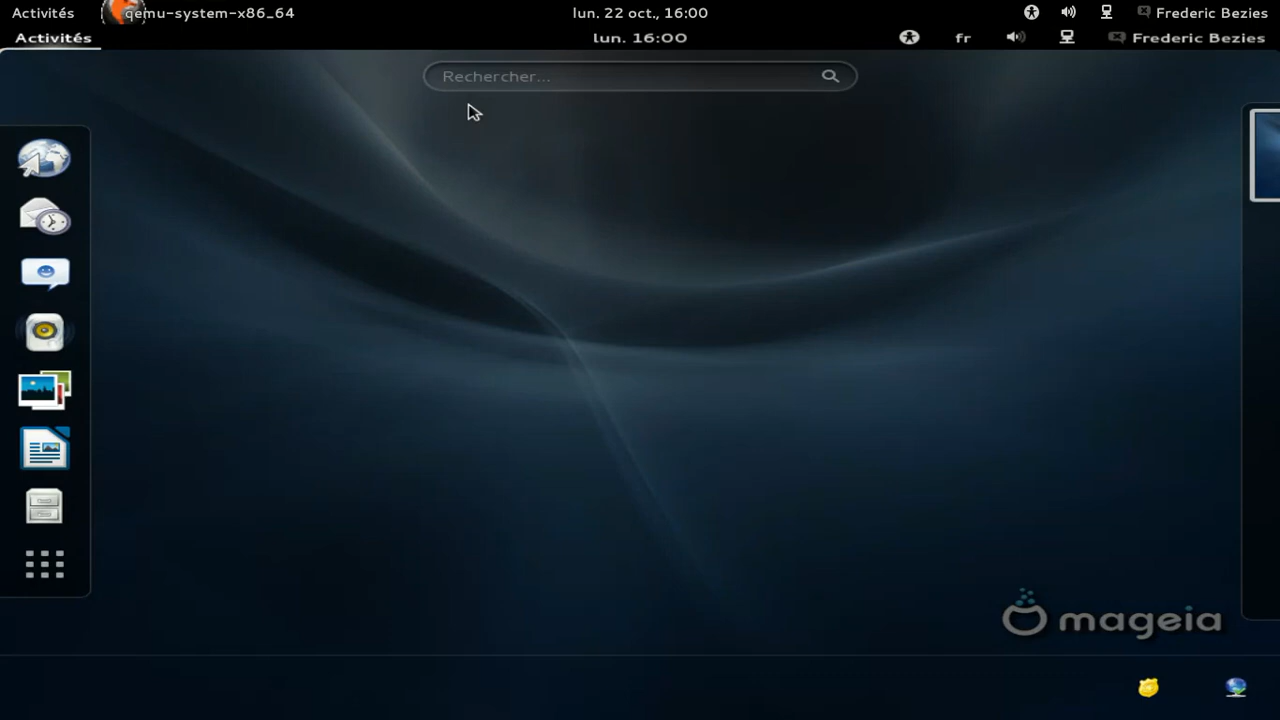 Activités qemu-system-x86_64 lun. 22 oct., 16:00 Frederic Bezies
Activités lun. 16:00 fr Frederic Bezies
Rechercher...
mageia